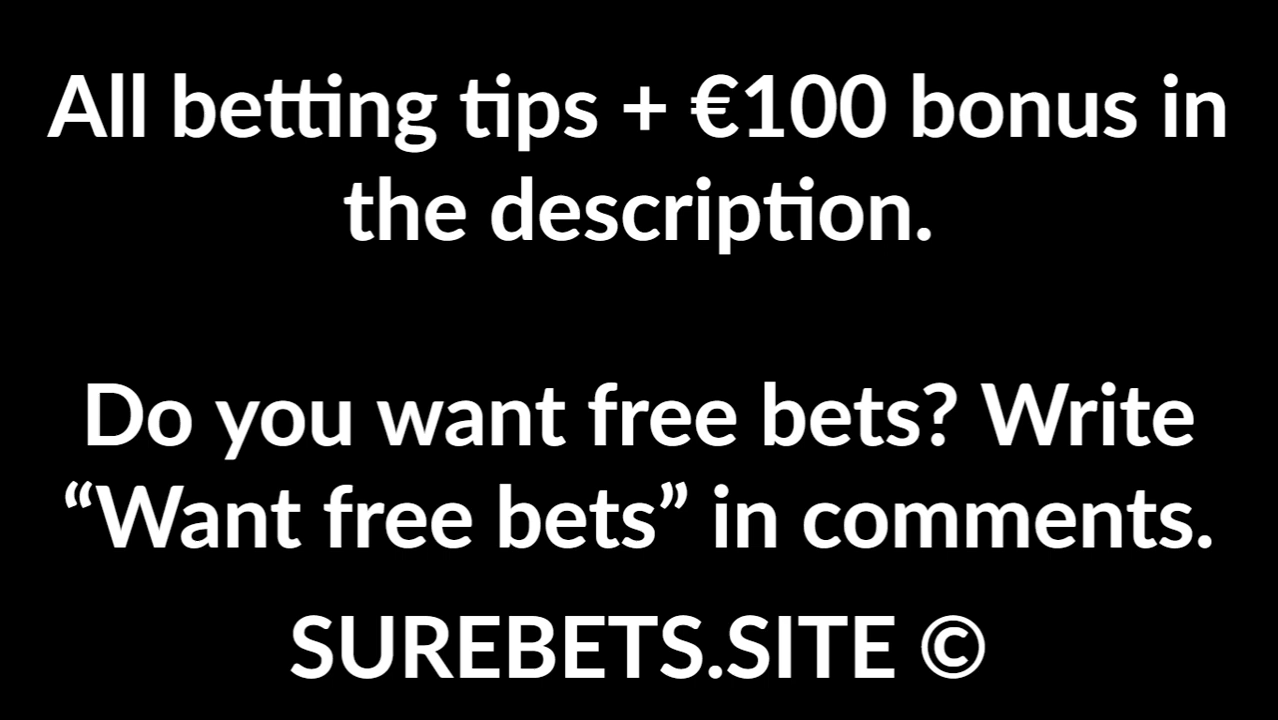 All betting tips + €100 bonus in
the description.
Do you want free bets? Write
“Want free bets” in comments.
SUREBETS.SITE ©